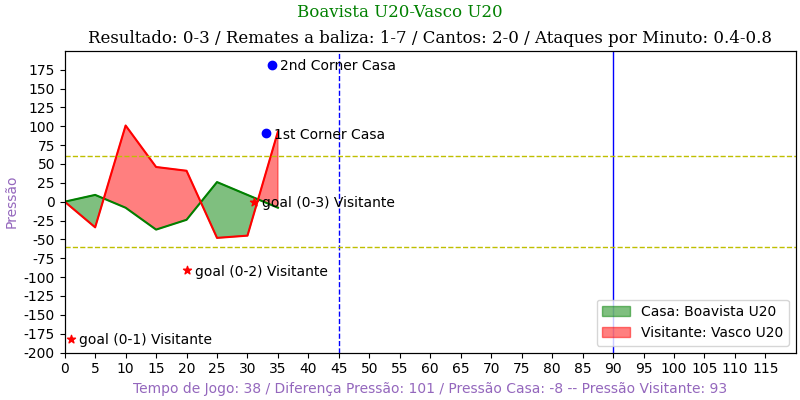 Boavista U20-Vasco U20
Resultado: 0-3 / Remates a baliza: 1-7 / Cantos: 2-0 / Ataques por Minuto: 0.4-0.8
175
150
125
100
75
50
25
0
-25
-50
-75
-100
-125
-150
-175
-200
Pressão
2nd Corner Casa
1st Corner Casa
goal (0-3) Visitante
goal (0-2) Visitante
goal (0-1) Visitante
Casa: Boavista U20
Visitante: Vasco U20
0 5 10 15 20 25 30 35 40 45 50 55 60 65 70 75 80 85 90 95 100 105 110 115
Tempo de Jogo: 38 / Diferença Pressão: 101 / Pressão Casa: -8 -- Pressão Visitante: 93